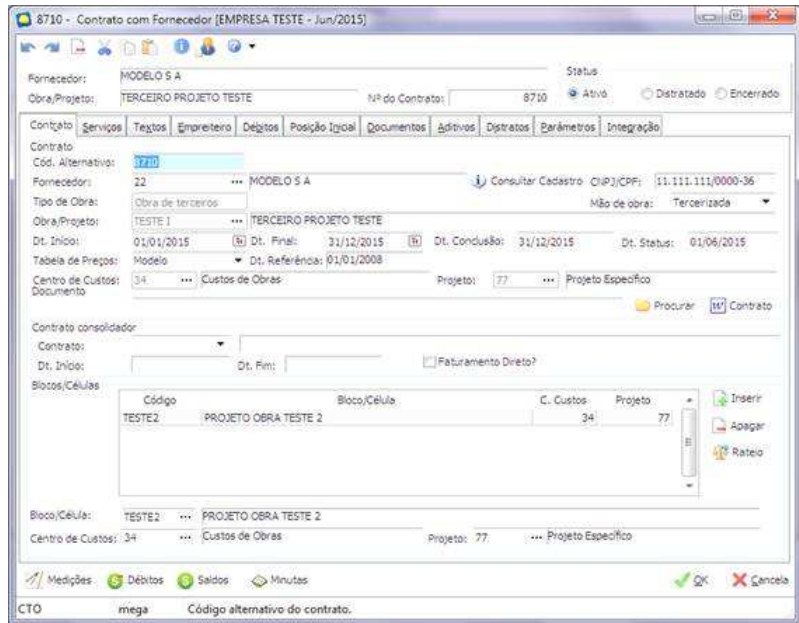 8710 - Contrato com Fornecedor [EMPRESA TESTE - Jun/2015]
Fornecedor: MODELO S A
Status
Obra/Projeto: TERCEIRO PROJETO TESTE Nº do Contrato: 8710 Ativo Distratado Encerrado
Contrato Serviços Textos Empreiteiro Débitos Posição Inicial Documentos Aditivos Distratos Parâmetros Integração
Contrato
Cód. Alternativo: 8710
Fornecedor: 22 ... MODELO S A Consultar Cadastro CNPJ/CPF: 11.111.111/0000-36
Tipo de Obra: Obra de terceiros Mão de obra: Terceirizada
Obra/Projeto: TESTE I ... TERCEIRO PROJETO TESTE
Dt. Início: 01/01/2015 Dt. Final: 31/12/2015 Dt. Conclusão: 31/12/2015 Dt. Status: 01/06/2015
Tabela de Preços: Modelo Dt. Referência: 01/01/2008
Centro de Custos: 34 ... Custos de Obras Projeto: 77 ... Projeto Específico
Documento
Procurar Contrato
Contrato consolidador
Contrato:
Dt. Início: Dt. Fim: Faturamento Direto?
Blocos/Células
Código Bloco/Célula C. Custos Projeto
TESTE2 PROJETO OBRA TESTE 2 34 77
Inserir
Apagar
Rateio
Bloco/Célula: TESTE2 ... PROJETO OBRA TESTE 2
Centro de Custos: 34 ... Custos de Obras Projeto: 77 ... Projeto Específico
Medições Débitos Saldos Minutas OK Cancela
CTO mega Código alternativo do contrato.